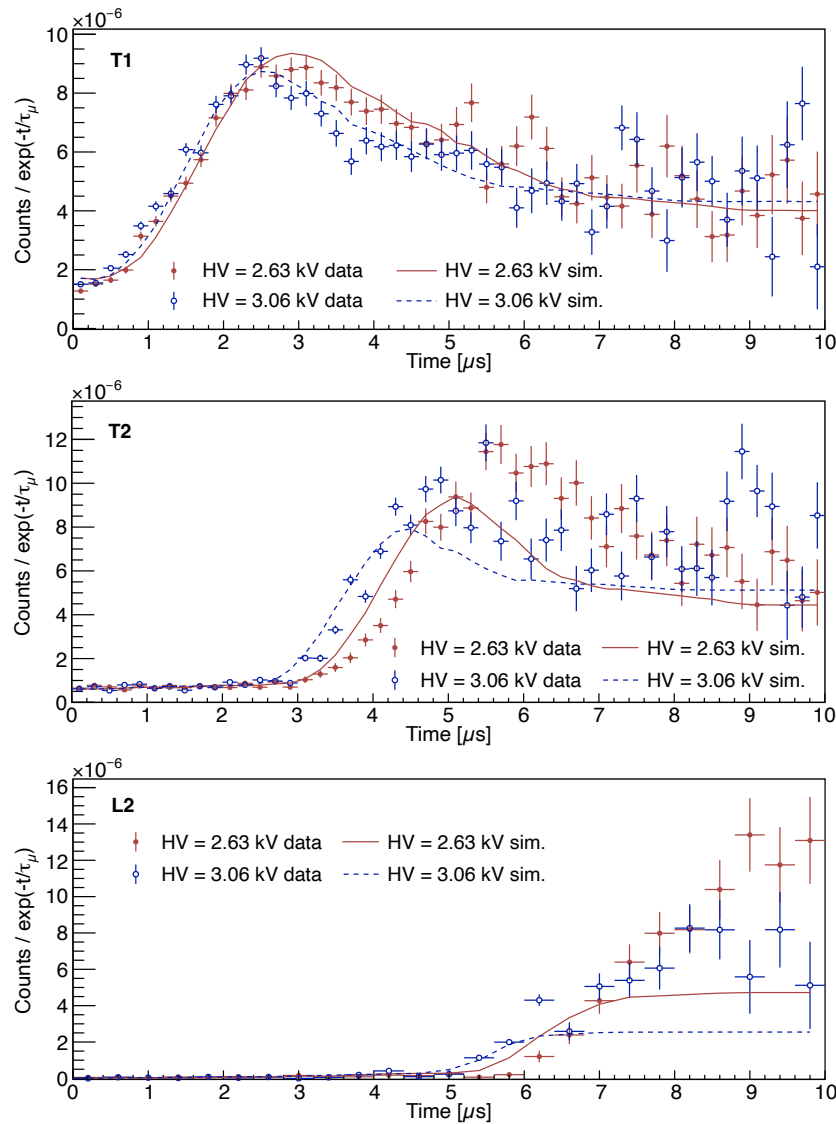 ×10⁻⁶
T1
10
8
6
4
2
0
Counts / exp(-t/τ_μ)
HV = 2.63 kV data HV = 2.63 kV sim.
HV = 3.06 kV data HV = 3.06 kV sim.
0 1 2 3 4 5 6 7 8 9 10
Time [μs]
×10⁻⁶
T2
12
10
8
6
4
2
0
Counts / exp(-t/τ_μ)
HV = 2.63 kV data HV = 2.63 kV sim.
HV = 3.06 kV data HV = 3.06 kV sim.
0 1 2 3 4 5 6 7 8 9 10
Time [μs]
×10⁻⁶
L2
16
14
12
10
8
6
4
2
0
Counts / exp(-t/τ_μ)
HV = 2.63 kV data HV = 2.63 kV sim.
HV = 3.06 kV data HV = 3.06 kV sim.
0 1 2 3 4 5 6 7 8 9 10
Time [μs]